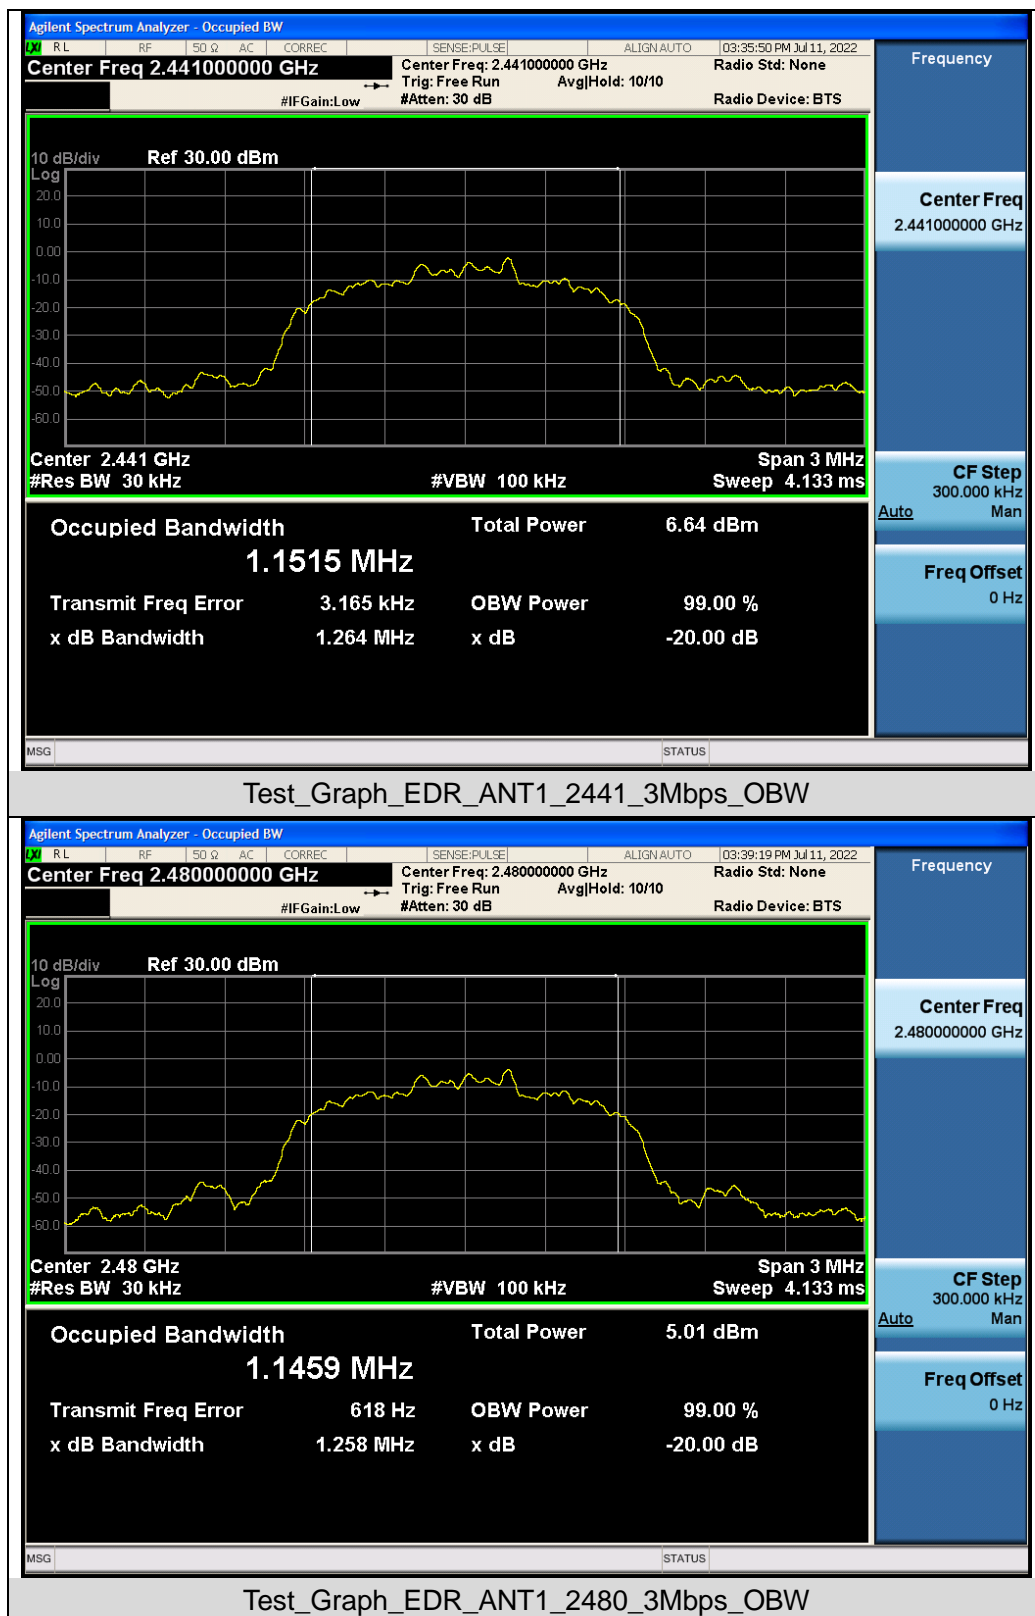 Agilent Spectrum Analyzer - Occupied BW
LXI RL RF 50 Ω AC CORREC SENSE:PULSE ALIGN AUTO 03:35:50 PM Jul 11, 2022
Center Freq 2.441000000 GHz
Center Freq: 2.441000000 GHz Radio Std: None
Trig: Free Run Avg|Hold: 10/10
#IFGain:Low #Atten: 30 dB Radio Device: BTS
Frequency
10 dB/div Ref 30.00 dBm
Log
20.0
10.0
0.00
-10.0
-20.0
-30.0
-40.0
-50.0
-60.0
Center 2.441 GHz Span 3 MHz
#Res BW 30 kHz #VBW 100 kHz Sweep 4.133 ms
Center Freq
2.441000000 GHz
CF Step
300.000 kHz
Auto Man
Freq Offset
0 Hz
Occupied Bandwidth Total Power 6.64 dBm
1.1515 MHz
Transmit Freq Error 3.165 kHz OBW Power 99.00 %
x dB Bandwidth 1.264 MHz x dB -20.00 dB
MSG STATUS
Test_Graph_EDR_ANT1_2441_3Mbps_OBW
Agilent Spectrum Analyzer - Occupied BW
LXI RL RF 50 Ω AC CORREC SENSE:PULSE ALIGN AUTO 03:39:19 PM Jul 11, 2022
Center Freq 2.480000000 GHz
Center Freq: 2.480000000 GHz Radio Std: None
Trig: Free Run Avg|Hold: 10/10
#IFGain:Low #Atten: 30 dB Radio Device: BTS
Frequency
10 dB/div Ref 30.00 dBm
Log
20.0
10.0
0.00
-10.0
-20.0
-30.0
-40.0
-50.0
-60.0
Center 2.48 GHz Span 3 MHz
#Res BW 30 kHz #VBW 100 kHz Sweep 4.133 ms
Center Freq
2.480000000 GHz
CF Step
300.000 kHz
Auto Man
Freq Offset
0 Hz
Occupied Bandwidth Total Power 5.01 dBm
1.1459 MHz
Transmit Freq Error 618 Hz OBW Power 99.00 %
x dB Bandwidth 1.258 MHz x dB -20.00 dB
MSG STATUS
Test_Graph_EDR_ANT1_2480_3Mbps_OBW